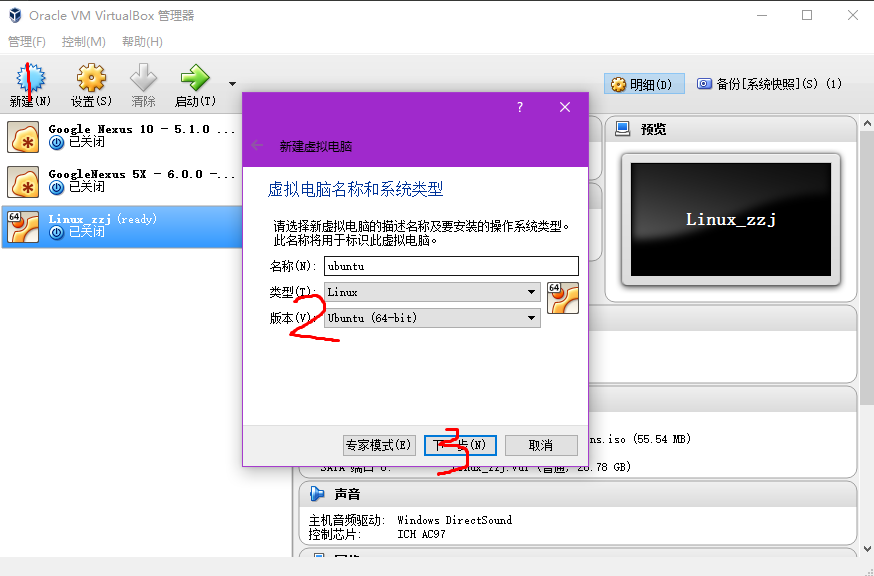 Oracle VM VirtualBox 管理器
管理(F) 控制(M) 帮助(H)
新建(N) 设置(S) 清除 启动(T) 明细(D) 备份[系统快照](S) (1)
1
Google Nexus 10 - 5.1.0 ...
已关闭
GoogleNexus 5X - 6.0.0 -...
已关闭
64
Linux_zzj (ready)
已关闭
?
新建虚拟电脑
虚拟电脑名称和系统类型
请选择新虚拟电脑的描述名称及要安装的操作系统类型。
此名称将用于标识此虚拟电脑。
名称(N): ubuntu
类型(T): Linux
64
版本(V): Ubuntu (64-bit)
2
专家模式(E) 下一步(N) 取消
3
预览
Linux_zzj
ns.iso (55.54 MB)
SATA 端口 0: Linux_zzj.vdi (普通, 20.78 GB)
声音
主机音频驱动: Windows DirectSound
控制芯片: ICH AC97